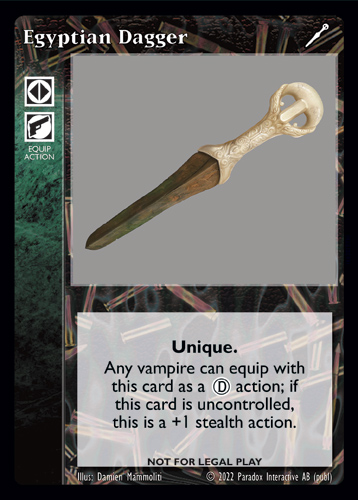 Egyptian Dagger
EQUIP
ACTION
Unique.
Any vampire can equip with
this card as a Ⓓ action; if
this card is uncontrolled,
this is a +1 stealth action.
NOT FOR LEGAL PLAY
Illus: Damien Mammoliti © 2022 Paradox Interactive AB (publ)